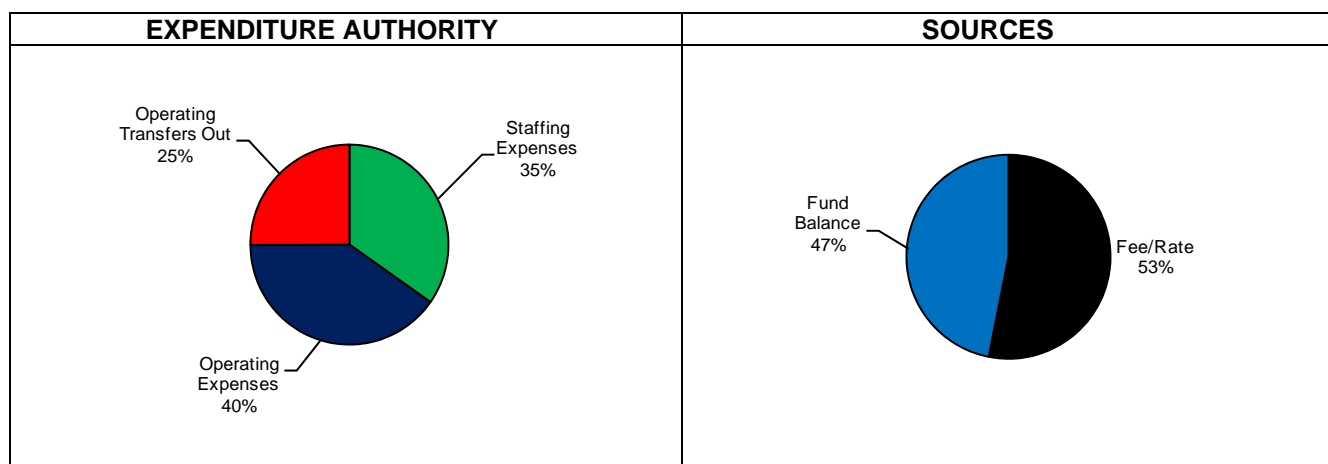 EXPENDITURE AUTHORITY
Operating
Transfers Out
25%
Staffing
Expenses
35%
Operating
Expenses
40%
SOURCES
Fund
Balance
47%
Fee/Rate
53%